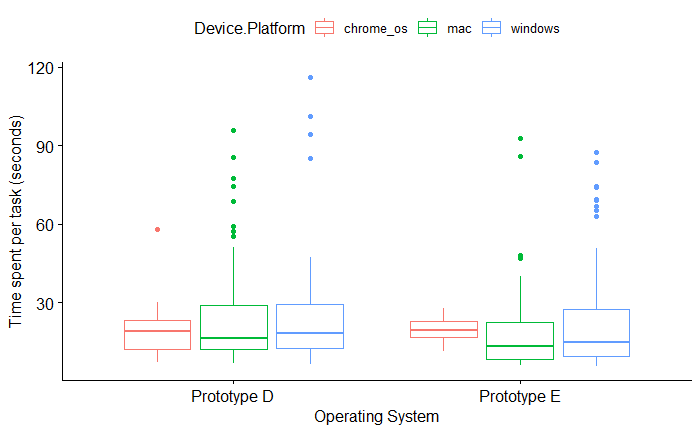 Device.Platform chrome_os mac windows
120
90
60
30
Time spent per task (seconds)
Prototype D Prototype E
Operating System